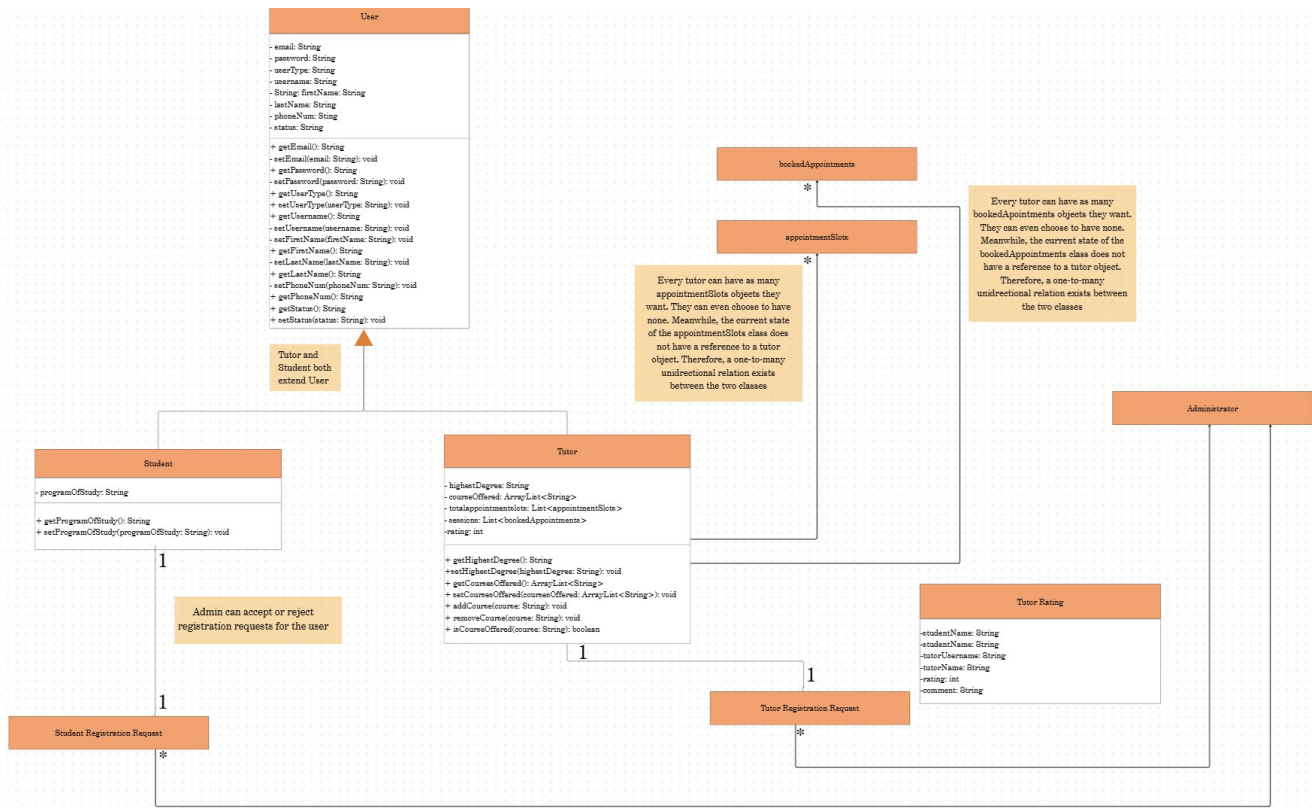 User
- email: String
- password: String
- userType: String
- username: String
- String: firstName: String
- lastName: String
- phoneNum: Sting
- status: String
+ getEmail(): String
-setEmail(email: String): void
+ getPassword(): String
-setPassword(password: String): void
+ getUserType(): String
+ setUserType(userType: String): void
+ getUsername(): String
-setUsername(username: String): void
-setFirstName(firstName: String): void
+ getFirstName(): String
-setLastName(lastName: String): void
+ getLastName(): String
-setPhoneNum(phoneNum: String): void
+ getPhoneNum(): String
+ getStatus(): String
+ setStatus(status: String): void
Tutor and
Student both
extend User
bookedAppointments
*
appointmentSlots
*
Every tutor can have as many
appointmentSlots objects they
want. They can even choose to have
none. Meanwhile, the current state
of the appointmentSlots class does
not have a reference to a tutor
object. Therefore, a one-to-many
unidirectional relation exists
between the two classes
Every tutor can have as many
bookedApointments objects they want.
They can even choose to have none.
Meanwhile, the current state of the
bookedAppointments class does not
have a reference to a tutor object.
Therefore, a one-to-many
unidrectional relation exists between
the two classes
Administrator
Student
- programOfStudy: String
+ getProgramOfStudy(): String
+ setProgramOfStudy(programOfStudy: String): void
1
Tutor
- highestDegree: String
- courseOffered: ArrayList<String>
- totalappointmentslots: List<appointmentSlots>
- sessions: List<bookedAppointments>
-rating: int
+ getHighestDegree(): String
+setHighestDegree(highestDegree: String): void
+ getCoursesOffered(): ArrayList<String>
+ setCoursesOffered(coursesOffered: ArrayList<String>): void
+ addCourse(course: String): void
+ removeCourse(course: String): void
+ isCourseOffered(course: String): boolean
1
Admin can accept or reject
registration requests for the user
1
Student Registration Request
*
1
Tutor Registration Request
*
Tutor Rating
-studentName: String
-studentName: String
-tutorUsername: String
-tutorName: String
-rating: int
-comment: String